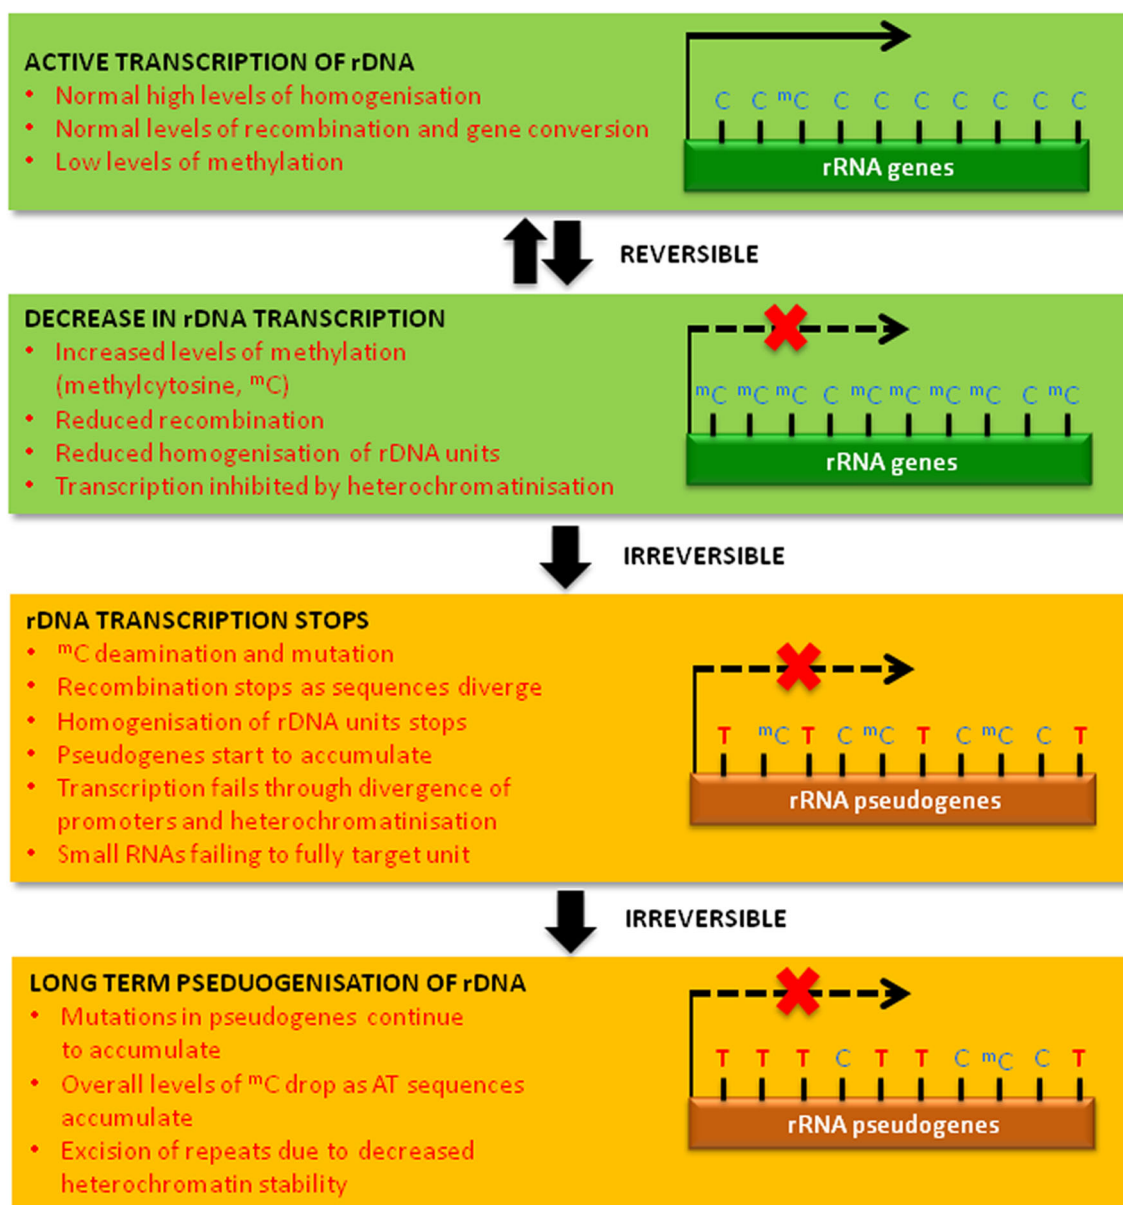 ACTIVE TRANSCRIPTION OF rDNA
• Normal high levels of homogenisation
• Normal levels of recombination and gene conversion
• Low levels of methylation
C C ᵐC C C C C C C C
rRNA genes
REVERSIBLE
DECREASE IN rDNA TRANSCRIPTION
• Increased levels of methylation
(methylcytosine, ᵐC)
• Reduced recombination
• Reduced homogenisation of rDNA units
• Transcription inhibited by heterochromatinisation
ᵐC ᵐC ᵐC C ᵐC ᵐC ᵐC ᵐC C ᵐC
rRNA genes
IRREVERSIBLE
rDNA TRANSCRIPTION STOPS
• ᵐC deamination and mutation
• Recombination stops as sequences diverge
• Homogenisation of rDNA units stops
• Pseudogenes start to accumulate
• Transcription fails through divergence of
promoters and heterochromatinisation
• Small RNAs failing to fully target unit
T ᵐC T C ᵐC T C ᵐC C T
rRNA pseudogenes
IRREVERSIBLE
LONG TERM PSEDUOGENISATION OF rDNA
• Mutations in pseudogenes continue
to accumulate
• Overall levels of ᵐC drop as AT sequences
accumulate
• Excision of repeats due to decreased
heterochromatin stability
T T T C T T C ᵐC C T
rRNA pseudogenes